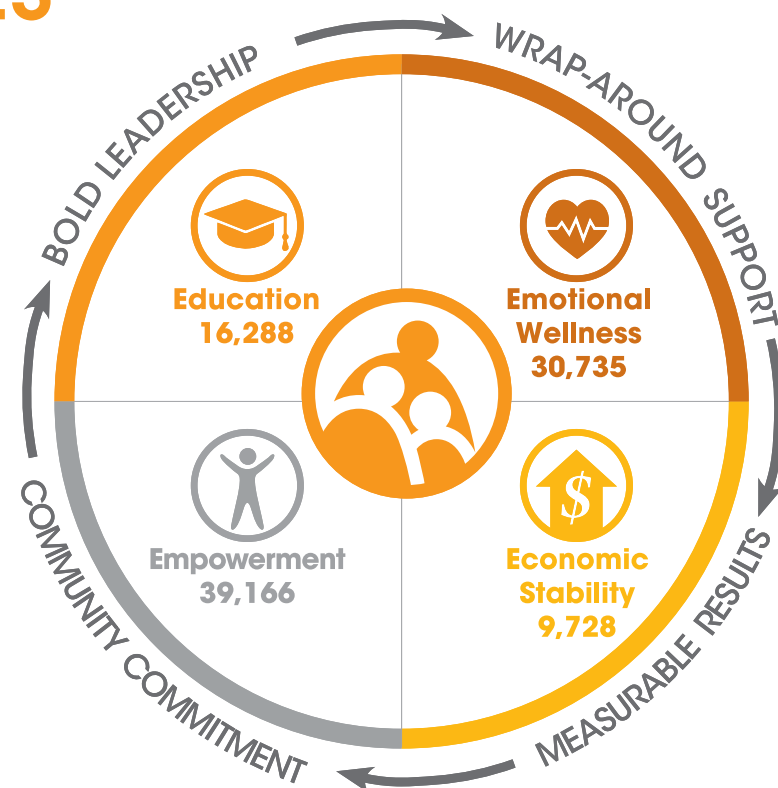 BOLD LEADERSHIP
WRAP-AROUND SUPPORT
Education
16,288
Emotional
Wellness
30,735
Empowerment
39,166
Economic
Stability
$
9,728
COMMUNITY COMMITMENT
MEASURABLE RESULTS